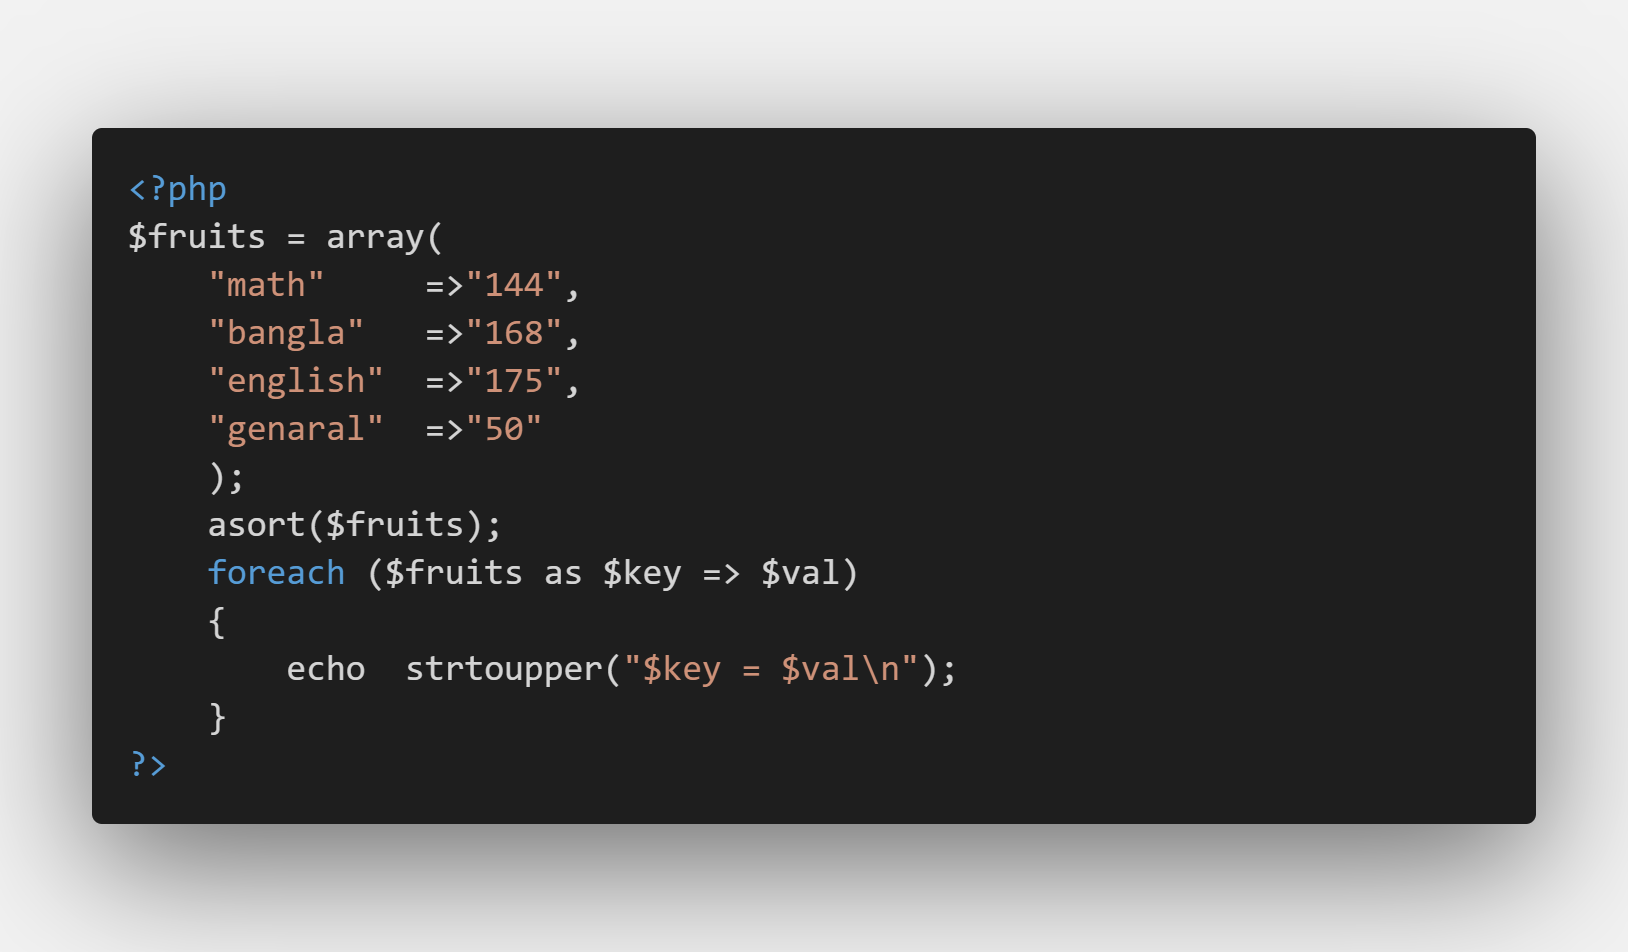 <?php
$fruits = array(
    "math"     =>"144",
    "bangla"   =>"168",
    "english"  =>"175",
    "genaral"  =>"50"
    );
    asort($fruits);
    foreach ($fruits as $key => $val)
    {
        echo  strtoupper("$key = $val\n");
    }
?>